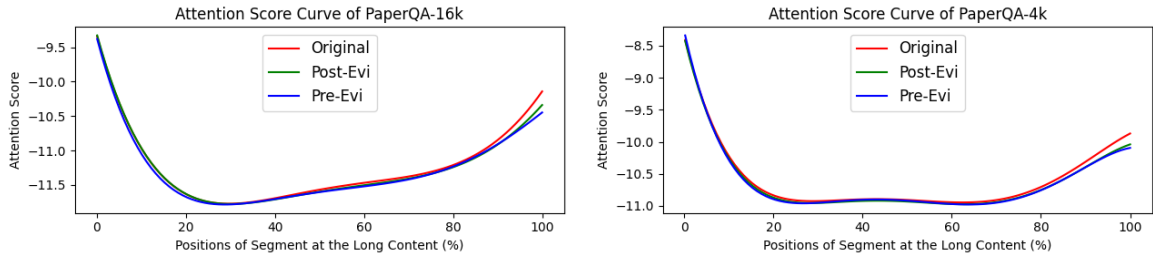 Attention Score Curve of PaperQA-16k
Attention Score
−9.5
−10.0
−10.5
−11.0
−11.5
Original
Post-Evi
Pre-Evi
0 20 40 60 80 100
Positions of Segment at the Long Content (%)
Attention Score Curve of PaperQA-4k
Attention Score
−8.5
−9.0
−9.5
−10.0
−10.5
−11.0
Original
Post-Evi
Pre-Evi
0 20 40 60 80 100
Positions of Segment at the Long Content (%)